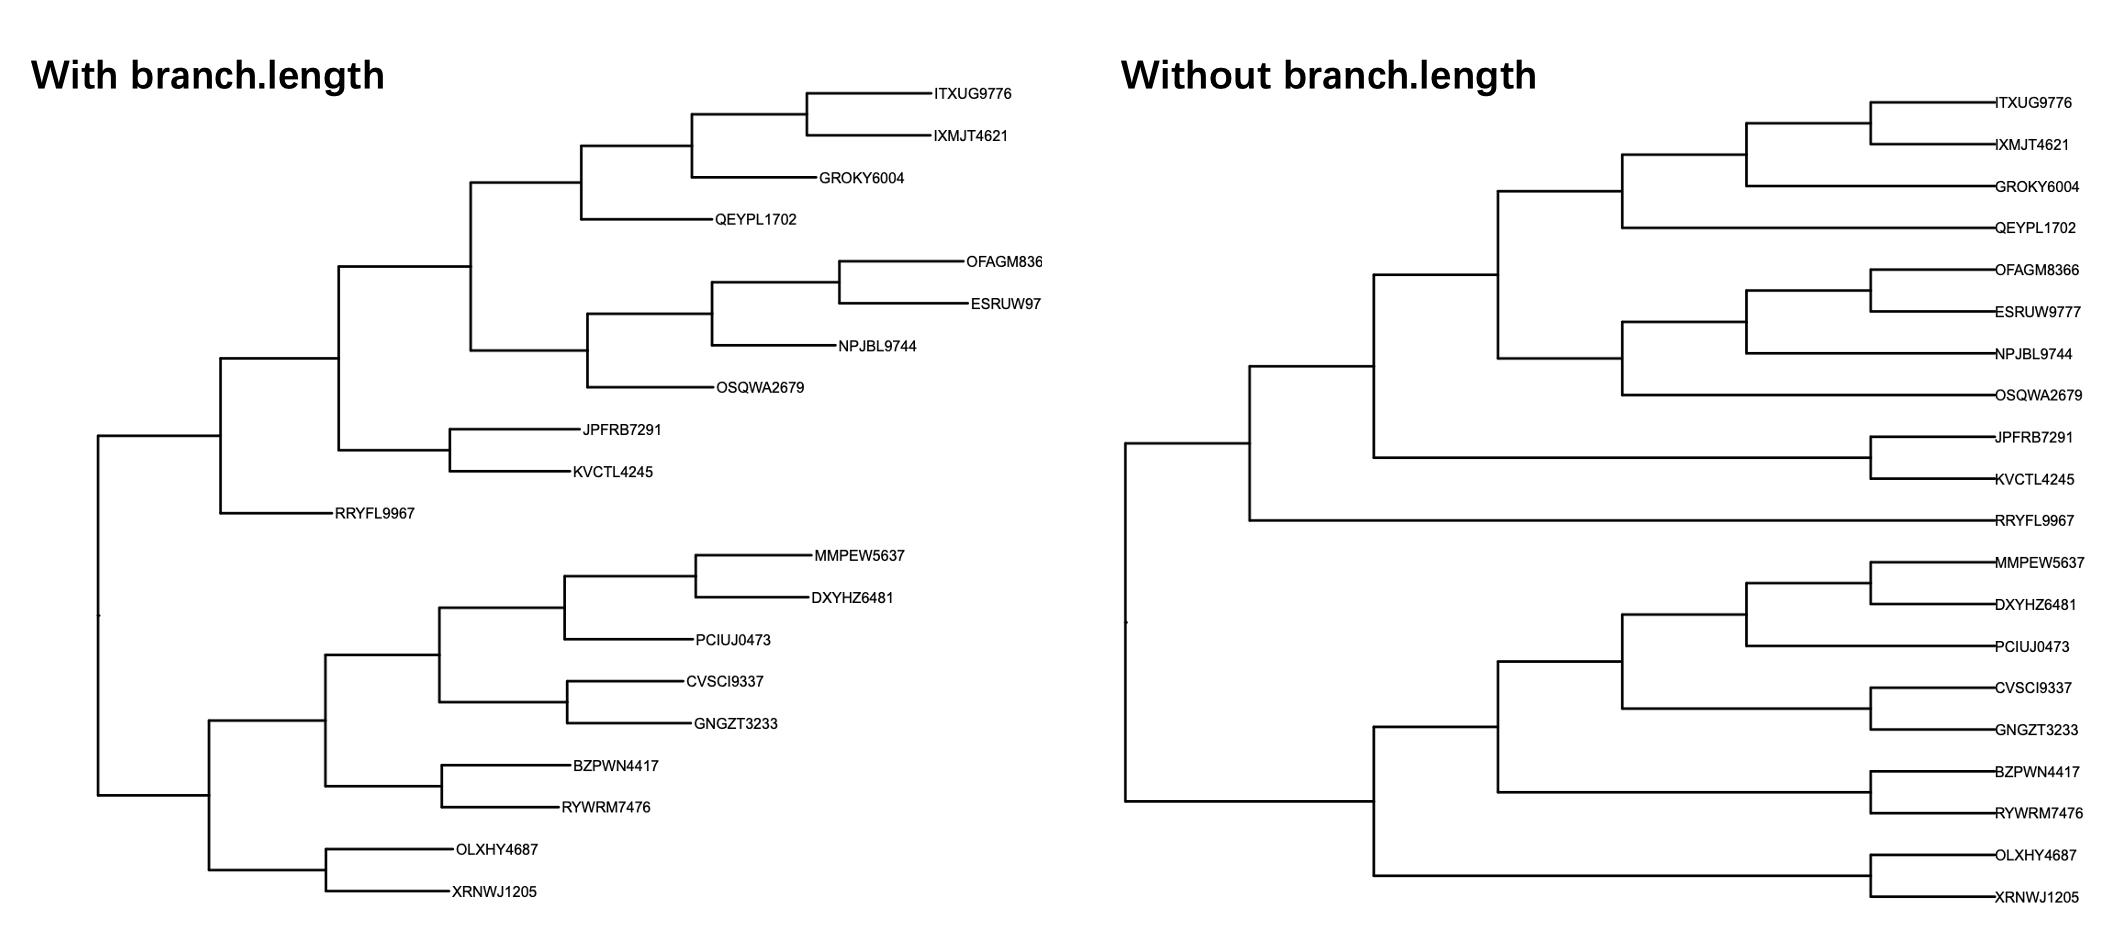 With branch.length
ITXUG9776
IXMJT4621
GROKY6004
QEYPL1702
OFAGM836
ESRUW97
NPJBL9744
OSQWA2679
JPFRB7291
KVCTL4245
RRYFL9967
MMPEW5637
DXYHZ6481
PCIUJ0473
CVSCI9337
GNGZT3233
BZPWN4417
RYWRM7476
OLXHY4687
XRNWJ1205
Without branch.length
ITXUG9776
IXMJT4621
GROKY6004
QEYPL1702
OFAGM8366
ESRUW9777
NPJBL9744
OSQWA2679
JPFRB7291
KVCTL4245
RRYFL9967
MMPEW5637
DXYHZ6481
PCIUJ0473
CVSCI9337
GNGZT3233
BZPWN4417
RYWRM7476
OLXHY4687
XRNWJ1205